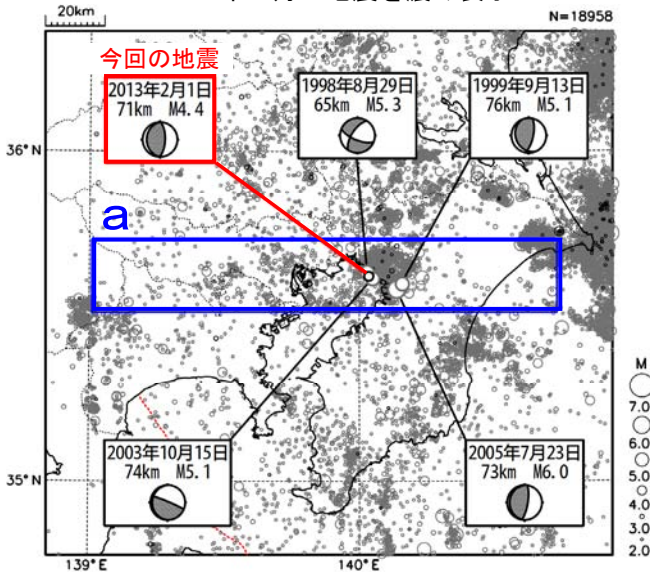 20km
N=18958
今回の地震
2013年2月1日
71km M4.4
1998年8月29日
65km M5.3
1999年9月13日
76km M5.1
36°N
a
2003年10月15日
74km M5.1
2005年7月23日
73km M6.0
35°N
M
7.0
6.0
5.0
4.0
3.0
2.0
139°E
140°E